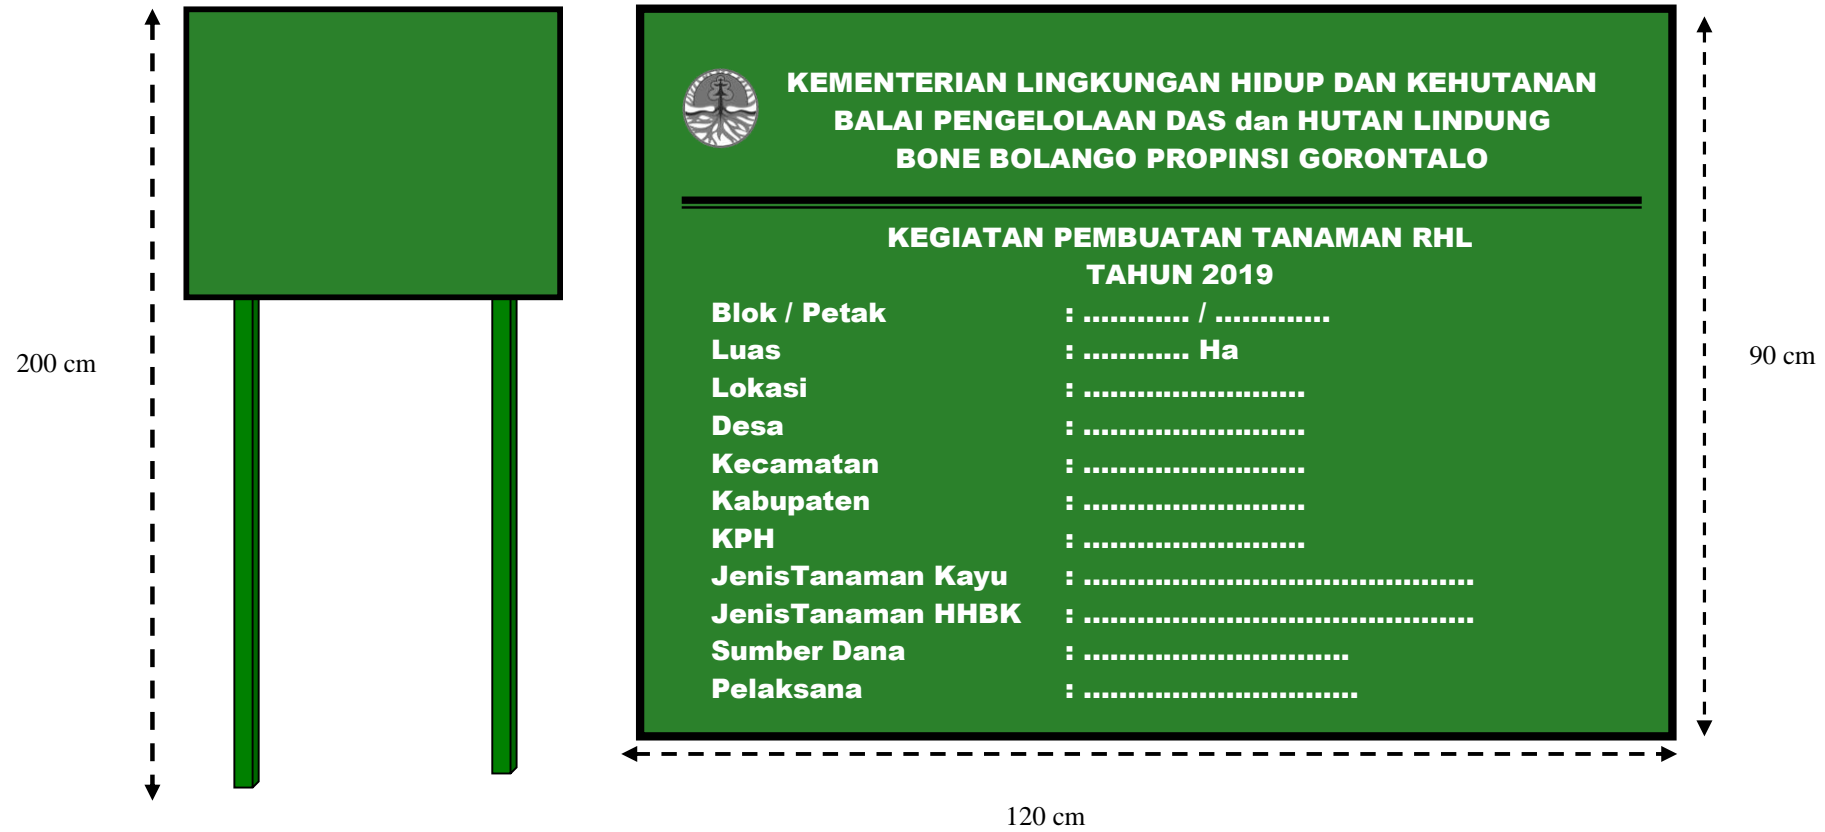 200 cm
KEMENTERIAN LINGKUNGAN HIDUP DAN KEHUTANAN
BALAI PENGELOLAAN DAS dan HUTAN LINDUNG
BONE BOLANGO PROPINSI GORONTALO
KEGIATAN PEMBUATAN TANAMAN RHL
TAHUN 2019
Blok / Petak : ............ / .............
Luas : ............ Ha
Lokasi : .........................
Desa : .........................
Kecamatan : .........................
Kabupaten : .........................
KPH : .........................
JenisTanaman Kayu : ............................................
JenisTanaman HHBK : ............................................
Sumber Dana : ..............................
Pelaksana : ...............................
90 cm
120 cm